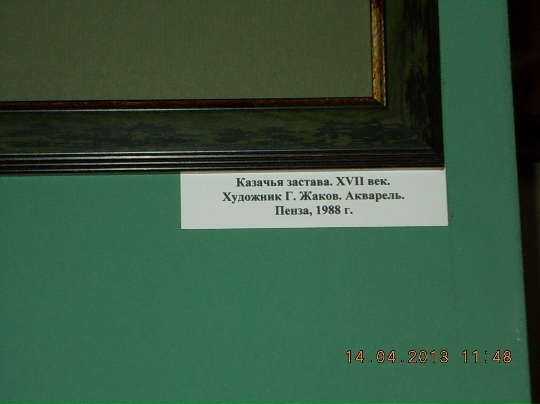 Казачья застава. XVII век.
Художник Г. Жаков. Акварель.
Пенза, 1988 г.
14.04.2013 11:48